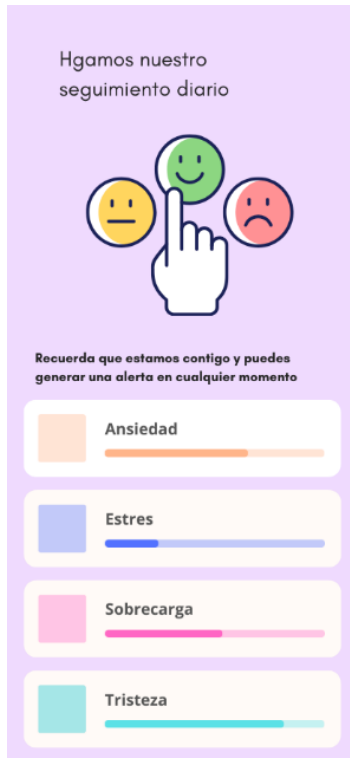 Hgamos nuestro
seguimiento diario
Recuerda que estamos contigo y puedes
generar una alerta en cualquier momento
Ansiedad
Estres
Sobrecarga
Tristeza